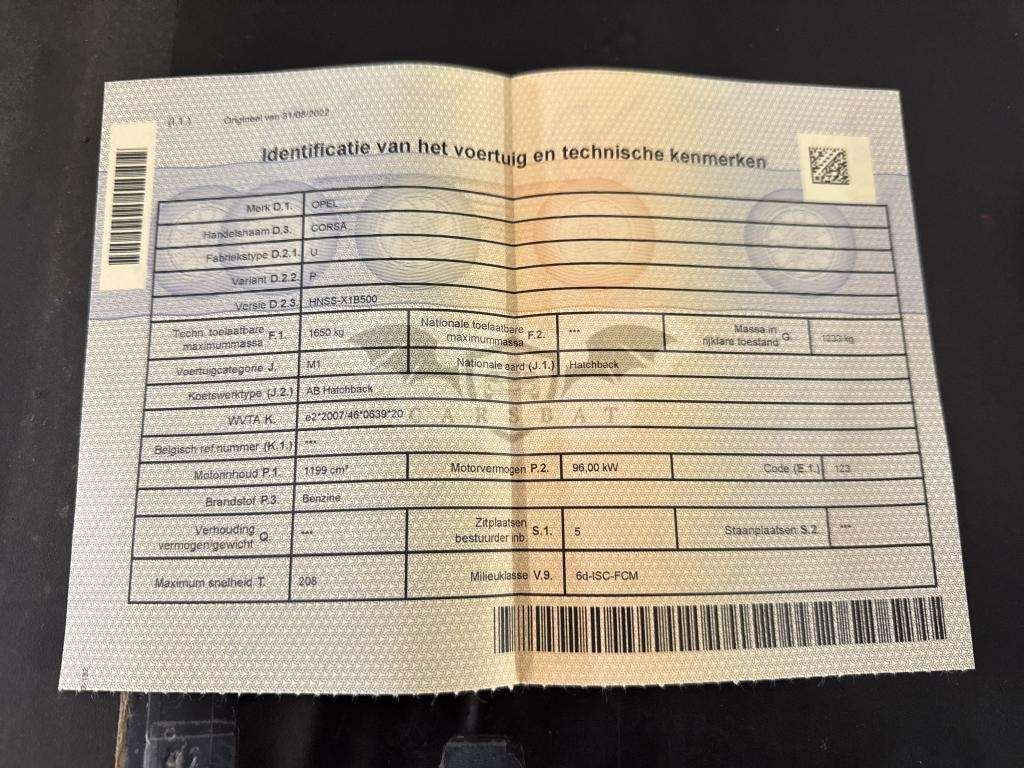 (I.1.) Origineel van 31/08/2022
Identificatie van het voertuig en technische kenmerken
Merk D.1. OPEL
Handelsnaam D.3. CORSA
Fabriekstype D.2.1. U
Variant D.2.2. P
Versie D.2.3. HNSS-X1B500
Techn. toelaatbare maximummassa F.1. 1650 kg Nationale toelaatbare maximummassa F.2. --- Massa in rijklare toestand G. 1233 kg
Voertuigcategorie J. M1 Nationale aard (J.1.) Hatchback
Koetswerktype (J.2.) AB Hatchback
WVTA K. e2*2007/46*0639*20
CARSBAT
Belgisch ref nummer (K.1.) ---
Motorinhoud P.1. 1199 cm³ Motorvermogen P.2. 96,00 kW Code (E.1.) 123
Brandstof P.3. Benzine
Verhouding vermogen/gewicht Q. --- Zitplaatsen bestuurder inb. S.1. 5 Staanplaatsen S.2. ---
Maximum snelheid T. 208 Milieuklasse V.9. 6d-ISC-FCM